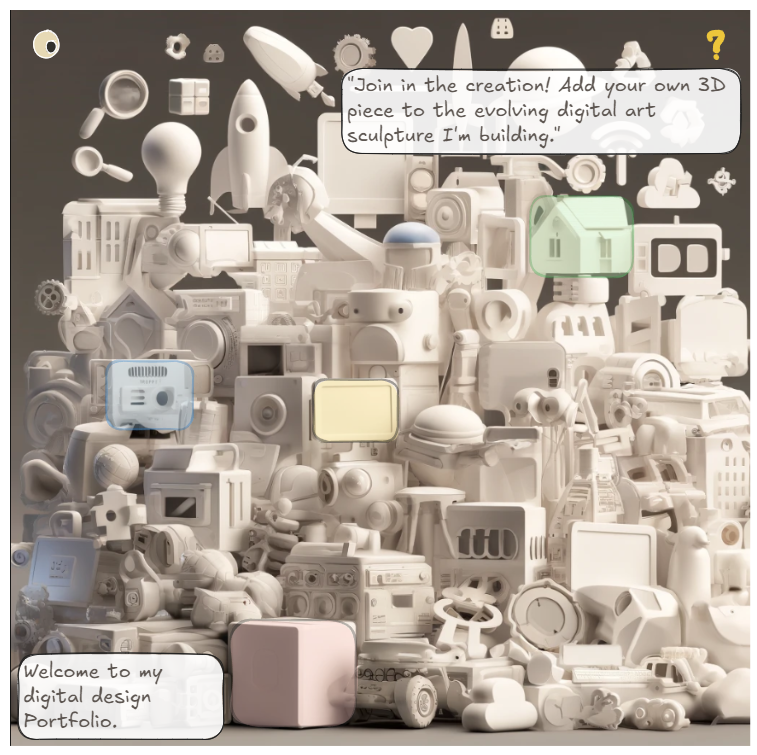 ?
"Join in the creation! Add your own 3D
piece to the evolving digital art
sculpture I'm building."
Welcome to my
digital design
Portfolio.